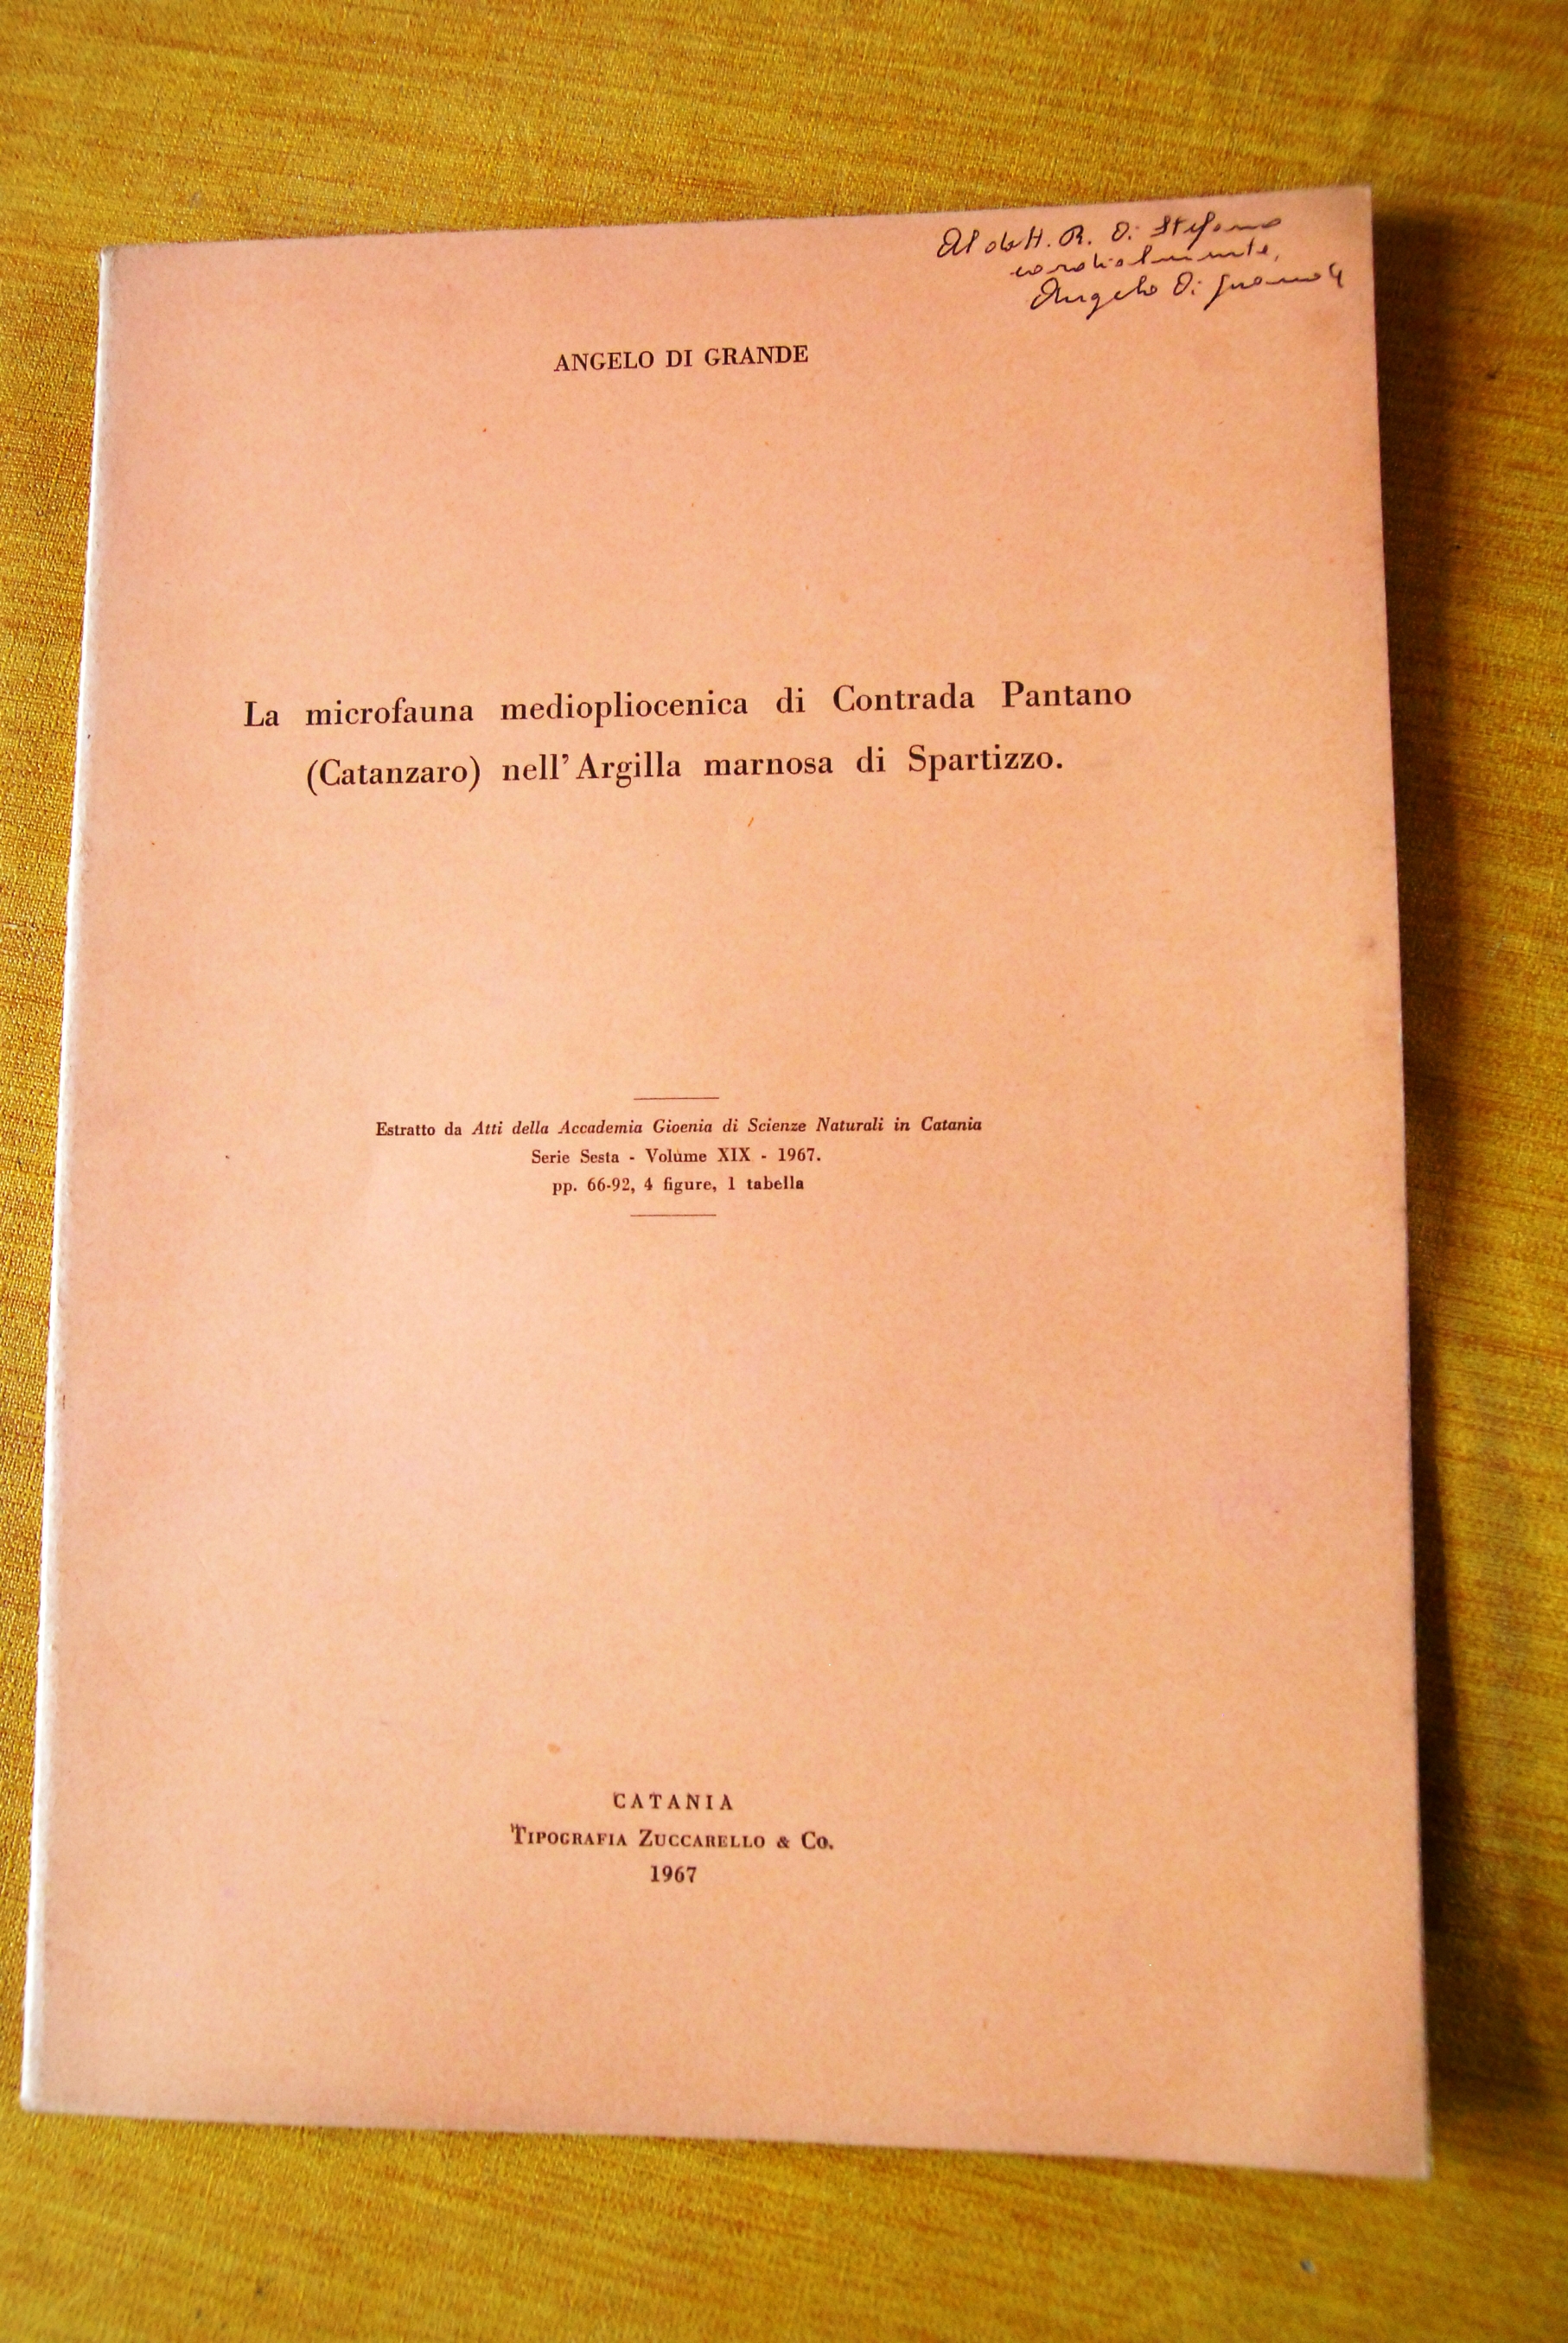 Al dott. R. Di Stefano
cordialmente,
Angelo Di Grande
ANGELO DI GRANDE
La microfauna mediopliocenica di Contrada Pantano
(Catanzaro) nell'Argilla marnosa di Spartizzo.
Estratto da Atti della Accademia Gioenia di Scienze Naturali in Catania
Serie Sesta - Volume XIX - 1967.
pp. 66-92, 4 figure, 1 tabella
CATANIA
TIPOGRAFIA ZUCCARELLO & CO.
1967